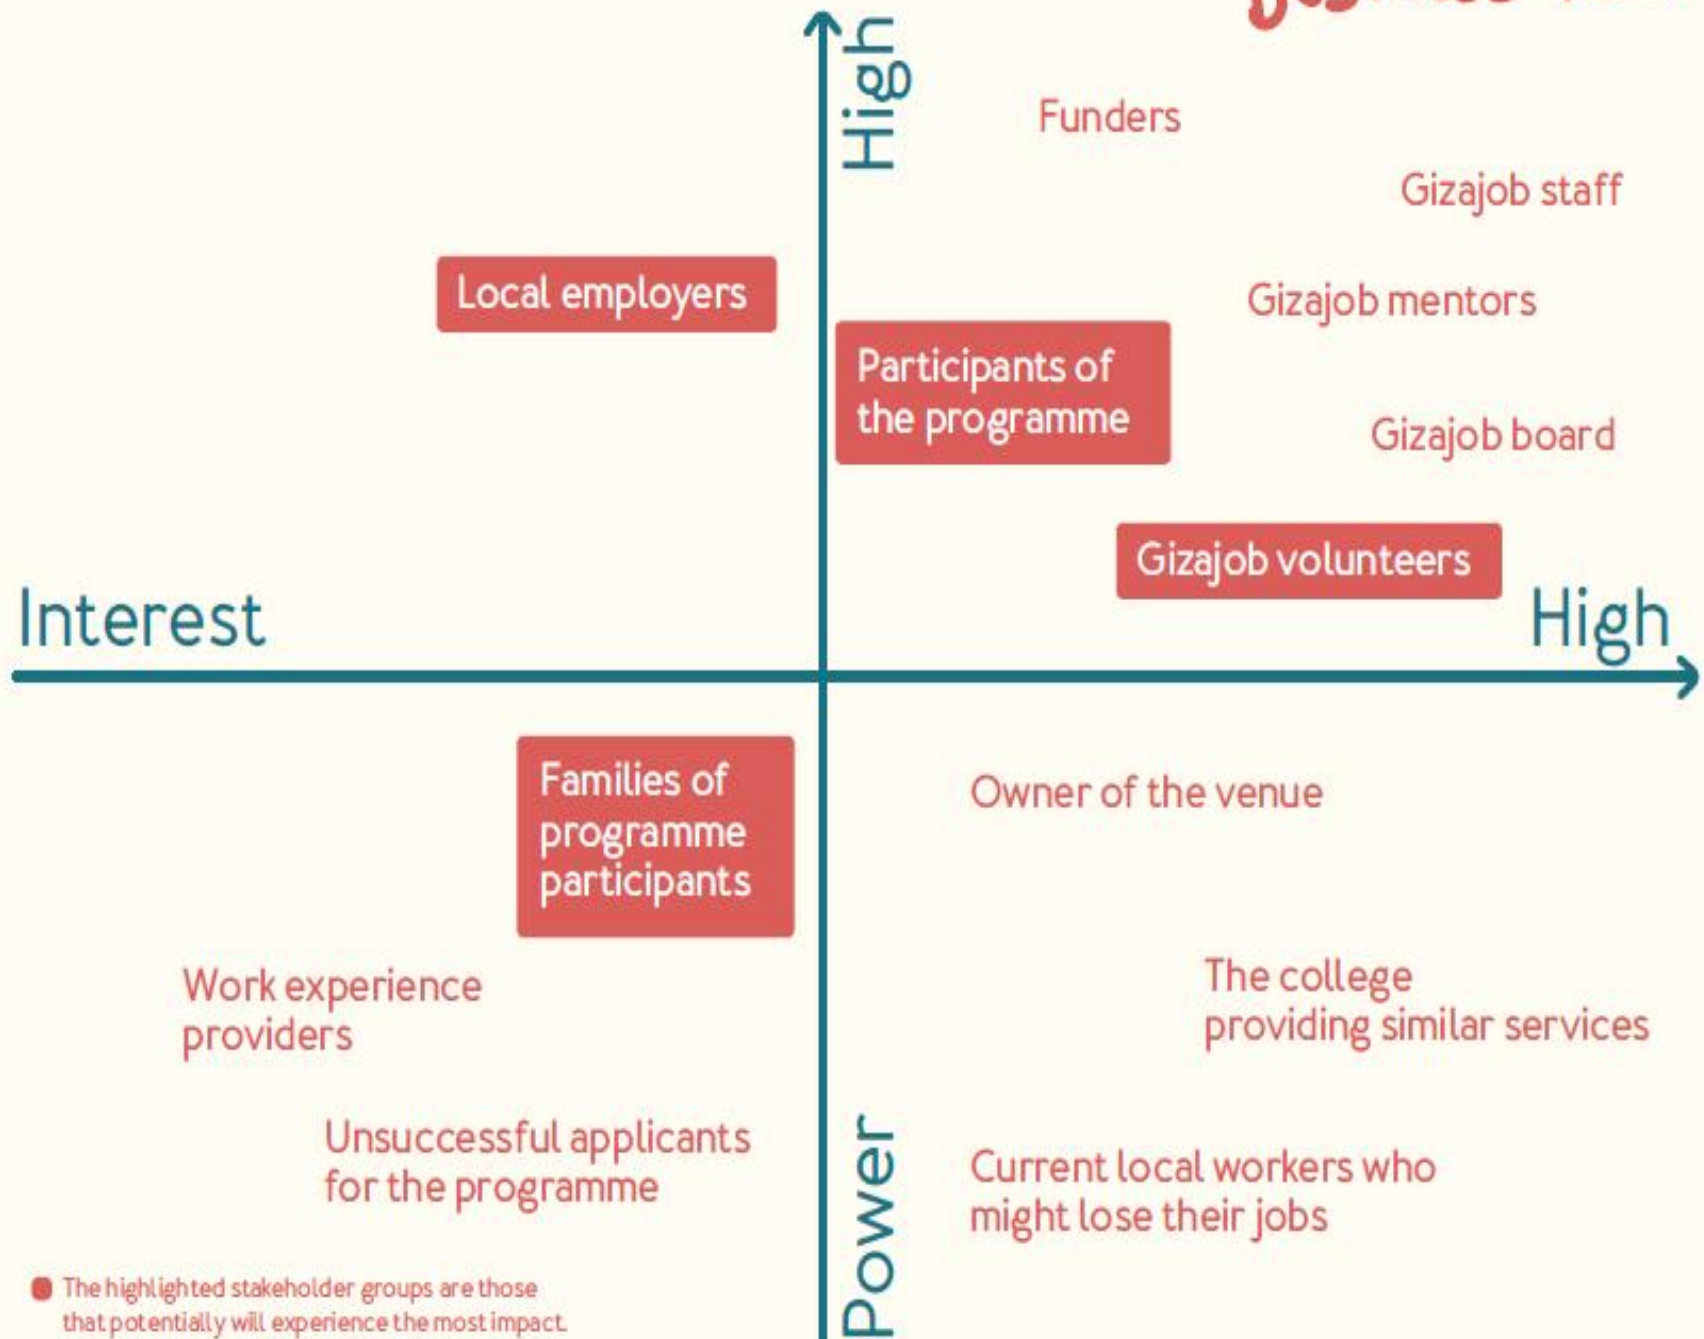 High
Funders
Gizajob staff
Local employers
Gizajob mentors
Participants of
the programme
Gizajob board
Gizajob volunteers
Interest
High
Families of
programme
participants
Owner of the venue
Work experience
providers
The college
providing similar services
Unsuccessful applicants
for the programme
Power
Current local workers who
might lose their jobs
The highlighted stakeholder groups are those
that potentially will experience the most impact.